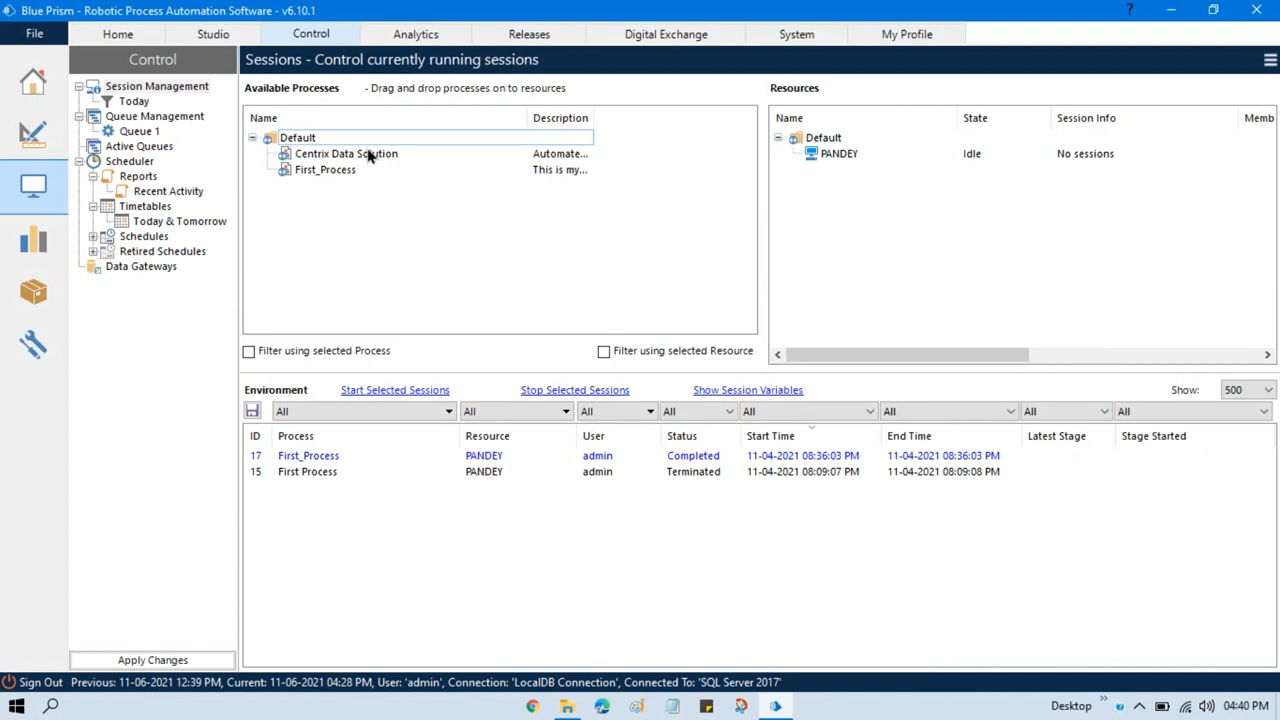 Blue Prism - Robotic Process Automation Software - v6.10.1
File Home Studio Control Analytics Releases Digital Exchange System My Profile
Control
Sessions - Control currently running sessions
Session Management
Today
Queue Management
Queue 1
Active Queues
Scheduler
Reports
Recent Activity
Timetables
Today & Tomorrow
Schedules
Retired Schedules
Data Gateways
Apply Changes
Available Processes - Drag and drop processes on to resources
Name Description
Default
Centrix Data Solution Automate...
First_Process This is my...
Filter using selected Process Filter using selected Resource
Resources
Name State Session Info Memb
Default
PANDEY Idle No sessions
Environment Start Selected Sessions Stop Selected Sessions Show Session Variables Show: 500
All All All All All All All All
ID Process Resource User Status Start Time End Time Latest Stage Stage Started
17 First_Process PANDEY admin Completed 11-04-2021 08:36:03 PM 11-04-2021 08:36:03 PM
15 First Process PANDEY admin Terminated 11-04-2021 08:09:07 PM 11-04-2021 08:09:08 PM
Sign Out Previous: 11-06-2021 12:39 PM, Current: 11-06-2021 04:28 PM, User: 'admin', Connection: 'LocalDB Connection', Connected To: 'SQL Server 2017'
Desktop 04:40 PM